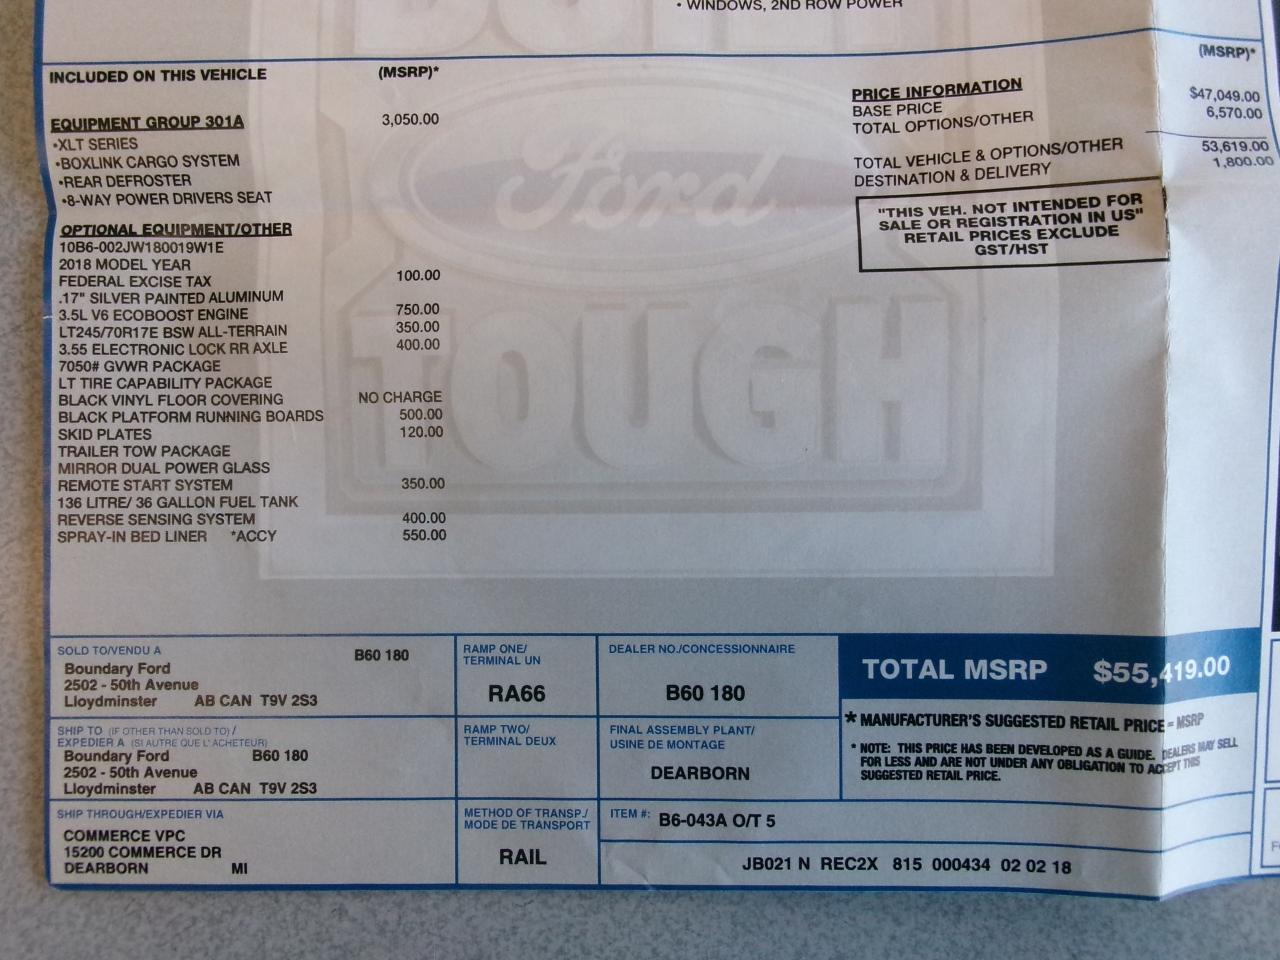 • WINDOWS, 2ND ROW POWER
INCLUDED ON THIS VEHICLE (MSRP)*
EQUIPMENT GROUP 301A 3,050.00
•XLT SERIES
•BOXLINK CARGO SYSTEM
•REAR DEFROSTER
•8-WAY POWER DRIVERS SEAT
OPTIONAL EQUIPMENT/OTHER
10B6-002JW180019W1E
2018 MODEL YEAR
FEDERAL EXCISE TAX 100.00
.17" SILVER PAINTED ALUMINUM
3.5L V6 ECOBOOST ENGINE 750.00
LT245/70R17E BSW ALL-TERRAIN 350.00
3.55 ELECTRONIC LOCK RR AXLE 400.00
7050# GVWR PACKAGE
LT TIRE CAPABILITY PACKAGE
BLACK VINYL FLOOR COVERING NO CHARGE
BLACK PLATFORM RUNNING BOARDS 500.00
SKID PLATES 120.00
TRAILER TOW PACKAGE
MIRROR DUAL POWER GLASS
REMOTE START SYSTEM 350.00
136 LITRE/ 36 GALLON FUEL TANK
REVERSE SENSING SYSTEM 400.00
SPRAY-IN BED LINER *ACCY 550.00
(MSRP)*
PRICE INFORMATION
BASE PRICE $47,049.00
TOTAL OPTIONS/OTHER 6,570.00
TOTAL VEHICLE & OPTIONS/OTHER 53,619.00
DESTINATION & DELIVERY 1,800.00
"THIS VEH. NOT INTENDED FOR
SALE OR REGISTRATION IN US"
RETAIL PRICES EXCLUDE
GST/HST
Ford
TOUGH
SOLD TO/VENDU A B60 180
Boundary Ford
2502 - 50th Avenue
Lloydminster AB CAN T9V 2S3
RAMP ONE/
TERMINAL UN
RA66
DEALER NO./CONCESSIONNAIRE
B60 180
TOTAL MSRP $55,419.00
SHIP TO (IF OTHER THAN SOLD TO) /
EXPEDIER A (SI AUTRE QUE L' ACHETEUR)
Boundary Ford B60 180
2502 - 50th Avenue
Lloydminster AB CAN T9V 2S3
RAMP TWO/
TERMINAL DEUX
FINAL ASSEMBLY PLANT/
USINE DE MONTAGE
DEARBORN
* MANUFACTURER'S SUGGESTED RETAIL PRICE = MSRP
* NOTE: THIS PRICE HAS BEEN DEVELOPED AS A GUIDE. DEALERS MAY SELL
FOR LESS AND ARE NOT UNDER ANY OBLIGATION TO ACCEPT THIS
SUGGESTED RETAIL PRICE.
SHIP THROUGH/EXPEDIER VIA
COMMERCE VPC
15200 COMMERCE DR
DEARBORN MI
METHOD OF TRANSP./
MODE DE TRANSPORT
RAIL
ITEM #: B6-043A O/T 5
JB021 N REC2X 815 000434 02 02 18